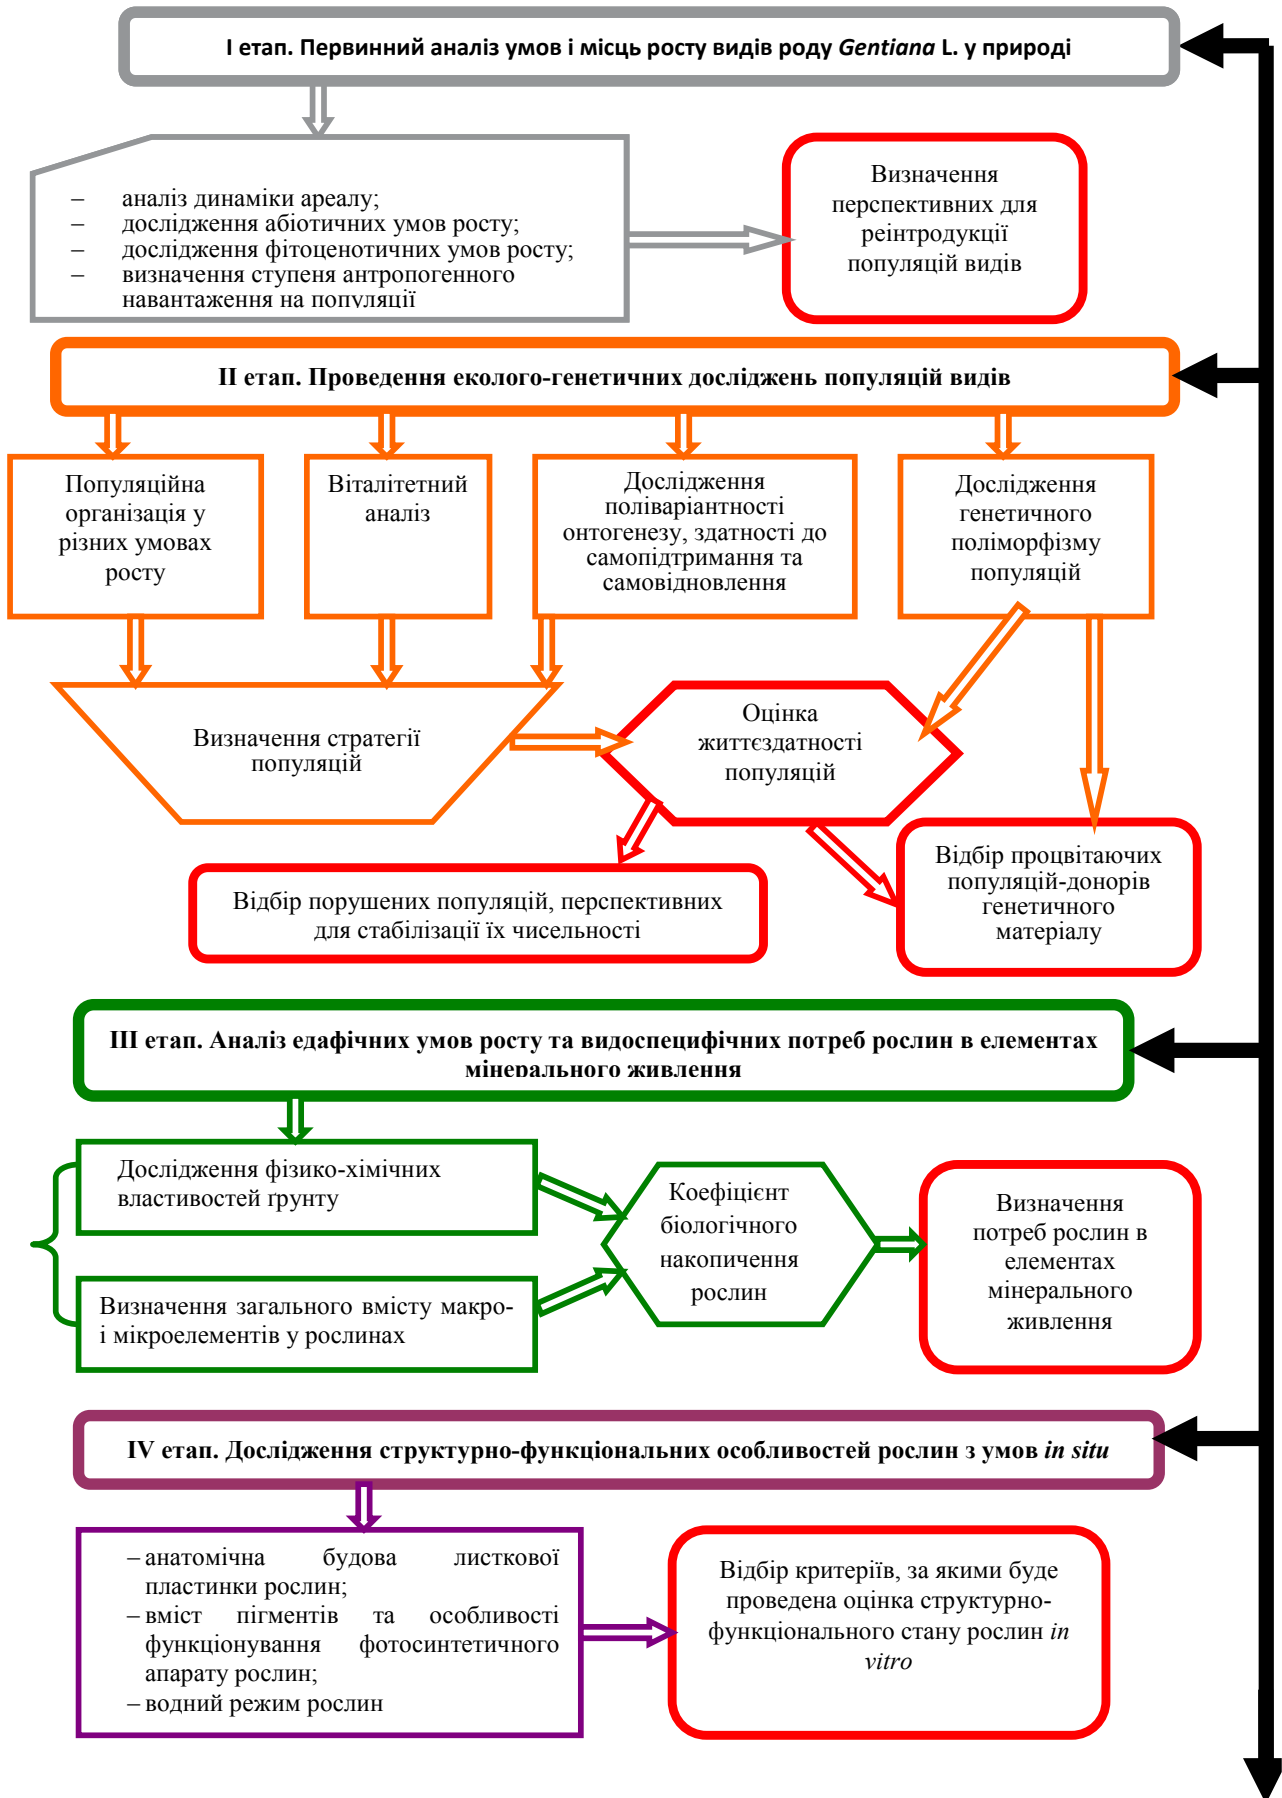 І етап. Первинний аналіз умов і місць росту видів роду Gentiana L. у природі
– аналіз динаміки ареалу;
– дослідження абіотичних умов росту;
– дослідження фітоценотичних умов росту;
– визначення ступеня антропогенного
навантаження на популяції
Визначення
перспективних для
реінтродукції
популяцій видів
ІІ етап. Проведення еколого-генетичних досліджень популяцій видів
Популяційна
організація у
різних умовах
росту
Віталітетний
аналіз
Дослідження
поліваріантності
онтогенезу, здатності до
самопідтримання та
самовідновлення
Дослідження
генетичного
поліморфізму
популяцій
Визначення стратегії
популяцій
Оцінка
життєздатності
популяцій
Відбір порушених популяцій, перспективних
для стабілізації їх чисельності
Відбір процвітаючих
популяцій-донорів
генетичного
матеріалу
ІІІ етап. Аналіз едафічних умов росту та видоспецифічних потреб рослин в елементах
мінерального живлення
Дослідження фізико-хімічних
властивостей ґрунту
Визначення загального вмісту макро-
і мікроелементів у рослинах
Коефіцієнт
біологічного
накопичення
рослин
Визначення
потреб рослин в
елементах
мінерального
живлення
IV етап. Дослідження структурно-функціональних особливостей рослин з умов in situ
– анатомічна будова листкової
пластинки рослин;
– вміст пігментів та особливості
функціонування фотосинтетичного
апарату рослин;
– водний режим рослин
Відбір критеріїв, за якими буде
проведена оцінка структурно-
функціонального стану рослин in
vitro